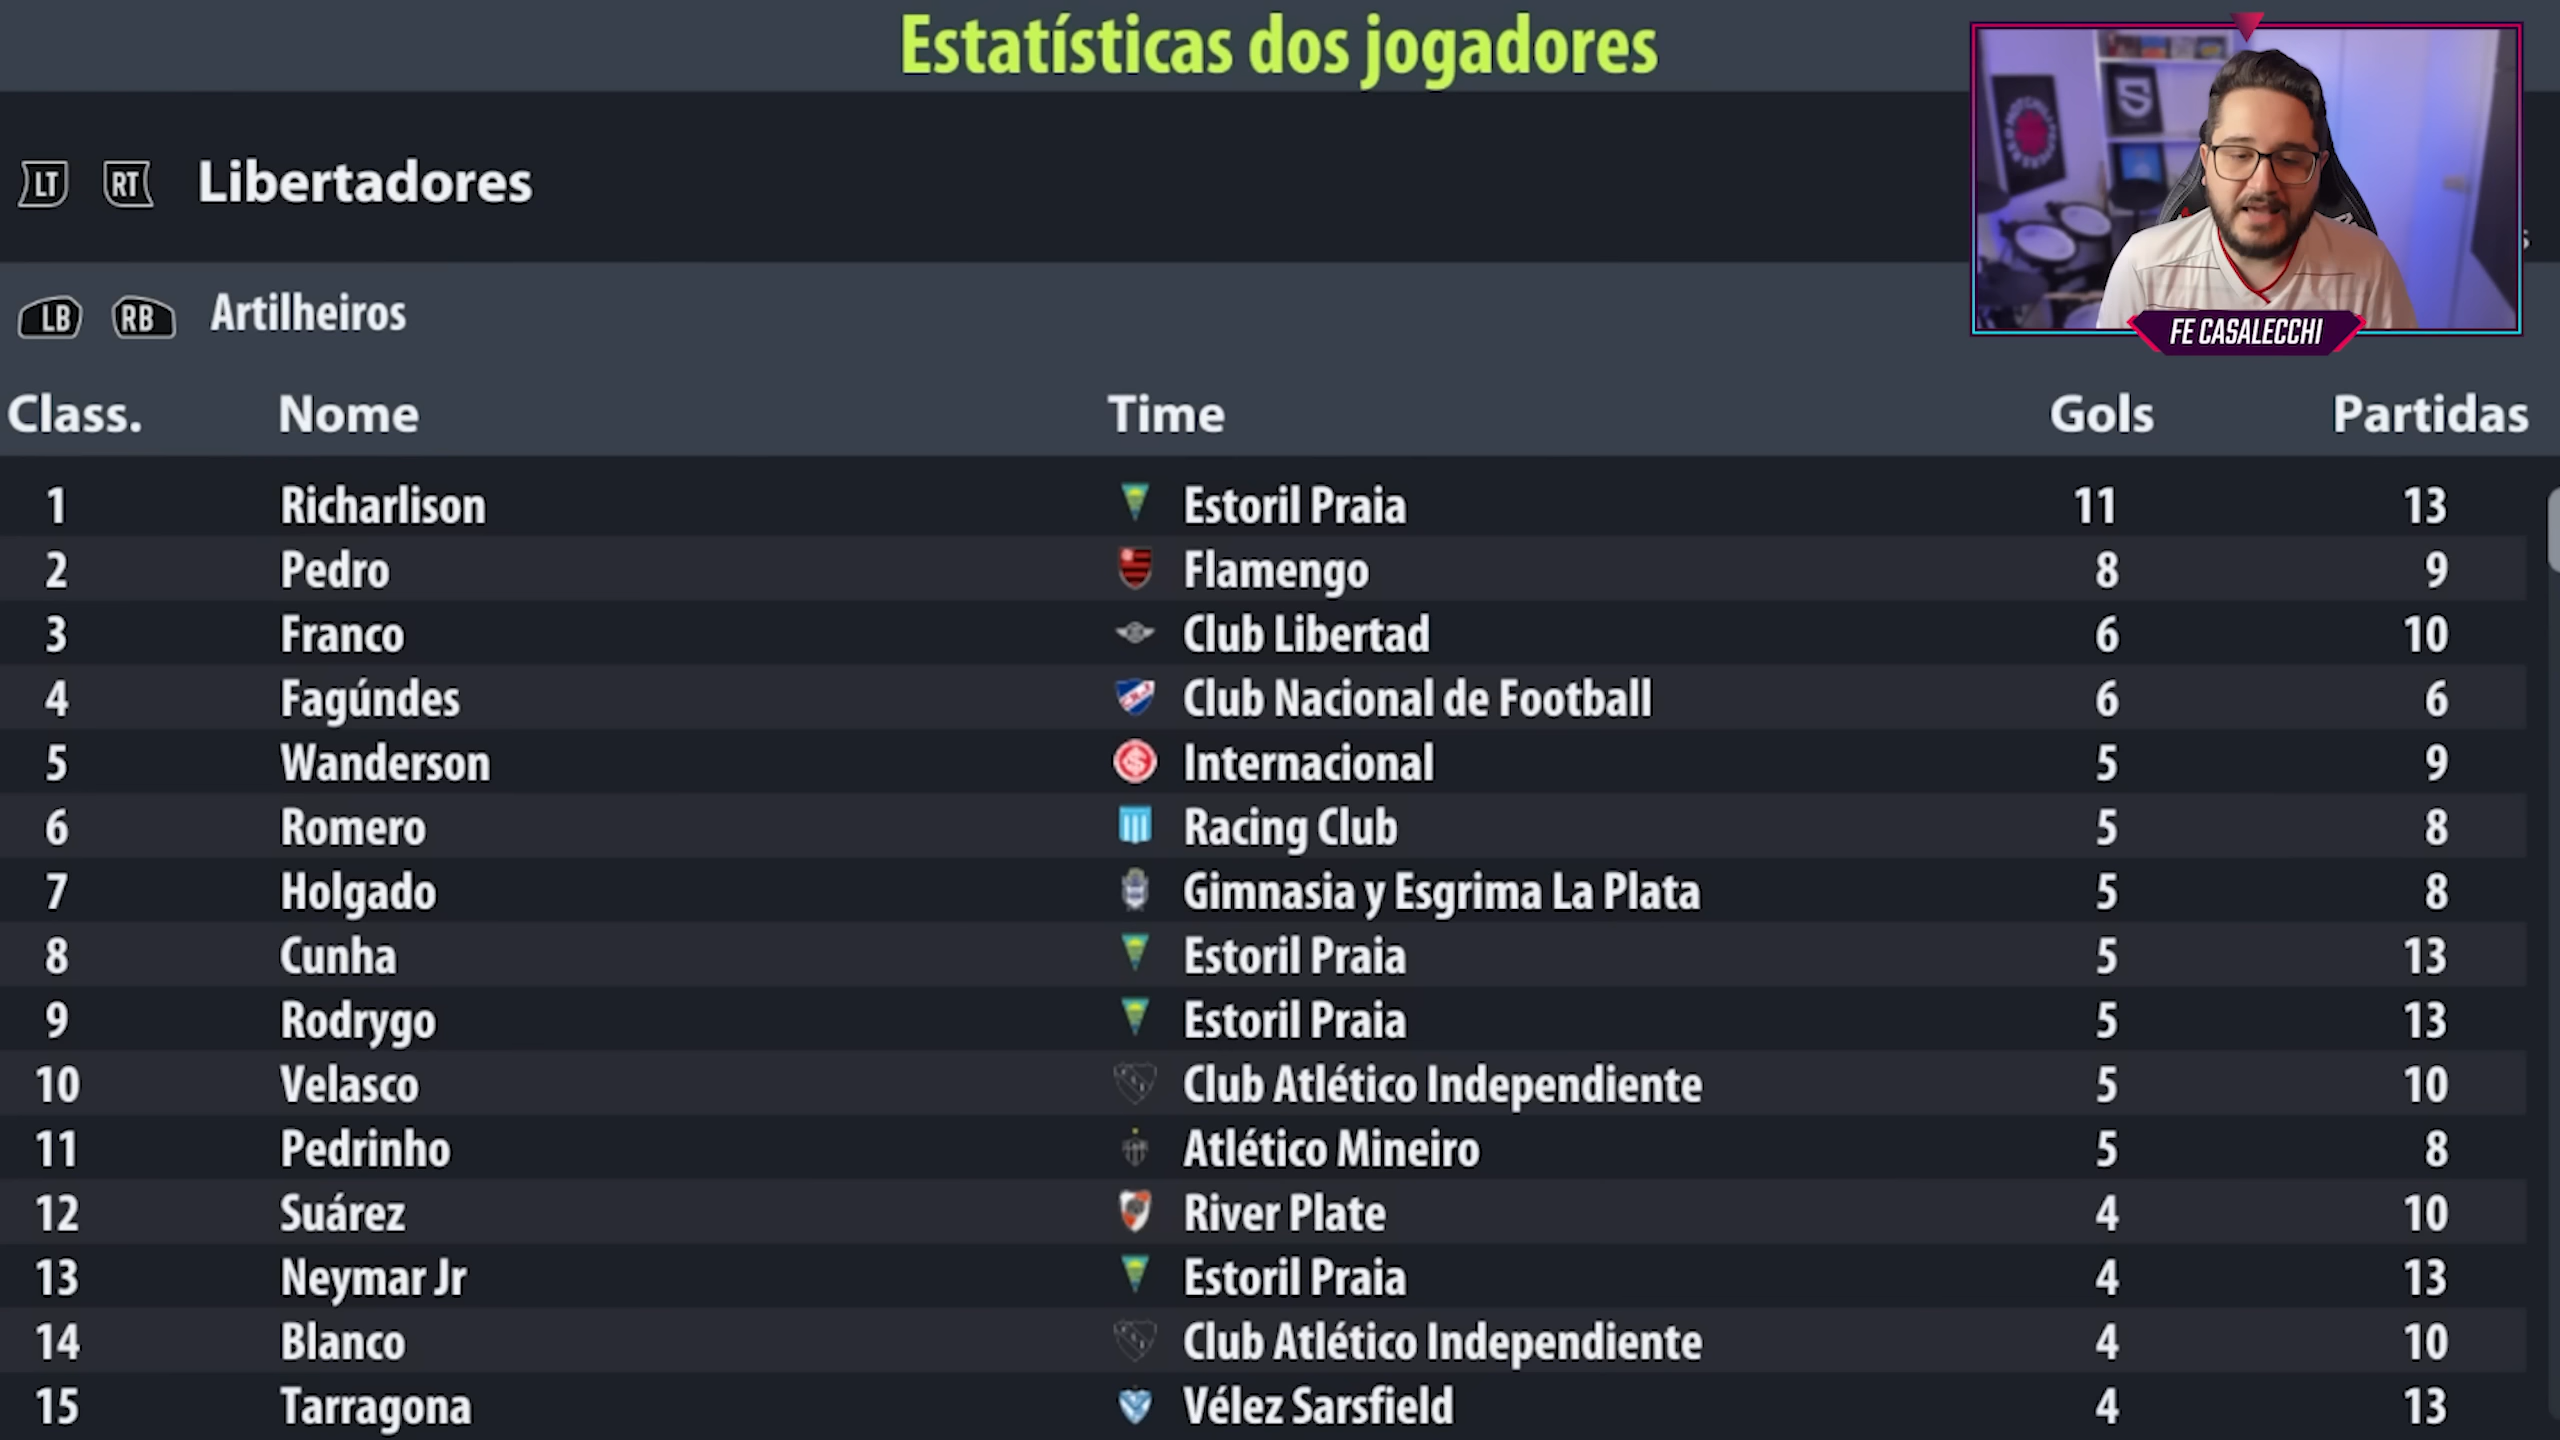 Estatísticas dos jogadores
LT RT Libertadores
LB RB Artilheiros
FE CASALECCHI
Class. Nome Time Gols Partidas
1 Richarlison Estoril Praia 11 13
2 Pedro Flamengo 8 9
3 Franco Club Libertad 6 10
4 Fagúndes Club Nacional de Football 6 6
5 Wanderson Internacional 5 9
6 Romero Racing Club 5 8
7 Holgado Gimnasia y Esgrima La Plata 5 8
8 Cunha Estoril Praia 5 13
9 Rodrygo Estoril Praia 5 13
10 Velasco Club Atlético Independiente 5 10
11 Pedrinho Atlético Mineiro 5 8
12 Suárez River Plate 4 10
13 Neymar Jr Estoril Praia 4 13
14 Blanco Club Atlético Independiente 4 10
15 Tarragona Vélez Sarsfield 4 13